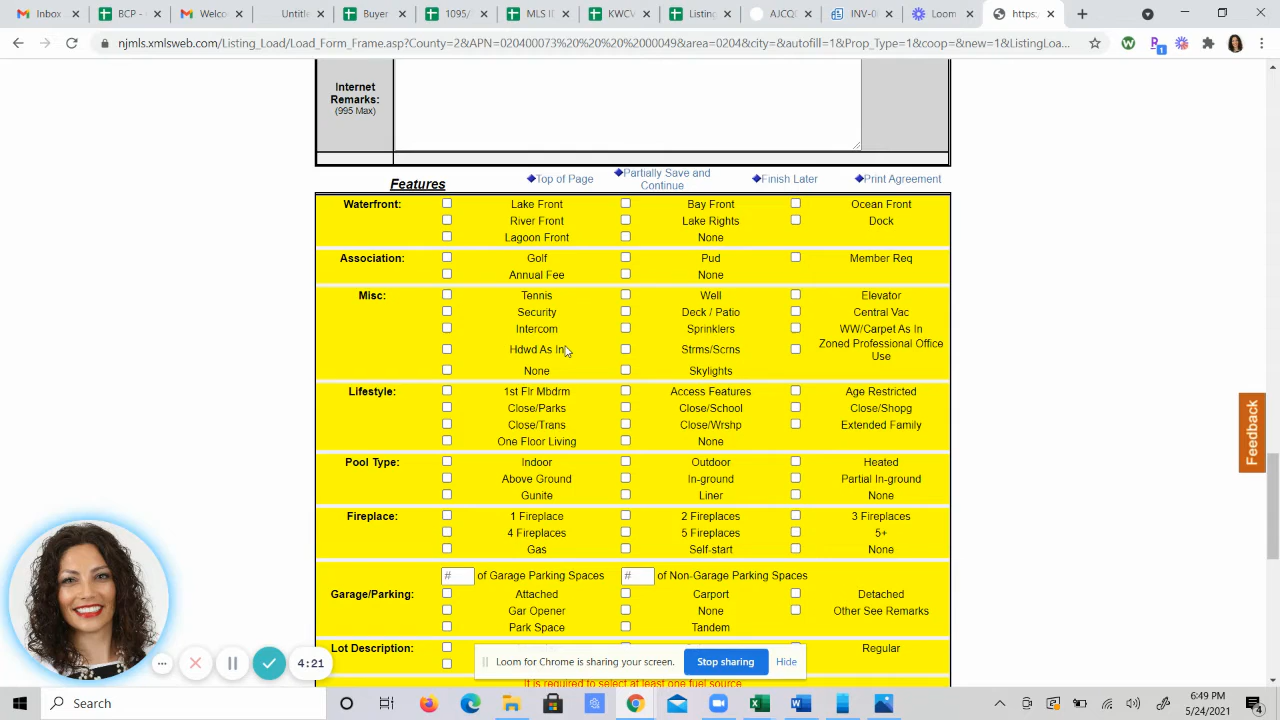 Inbox
BCP -
Welco
Untitle
Buyer
1095
MLS I
KWCV
Listin
AJCQ
INV-0
Loom
https:
njmls.xmlsweb.com/Listing_Load/Load_Form_Frame.asp?County=2&APN=020400073%20%20%20%20000049&city=&autofill=1&Prop_Type=1&coop=&new=1&ListingLoa...
Internet
Remarks:
(995 Max)
Features
Top of Page
Partially Save and
Continue
Finish Later
Print Agreement
Waterfront: Lake Front Bay Front Ocean Front
River Front Lake Rights Dock
Lagoon Front None
Association: Golf Pud Member Req
Annual Fee None
Misc: Tennis Well Elevator
Security Deck / Patio Central Vac
Intercom Sprinklers WW/Carpet As In
Hdwd As In Strms/Scrns Zoned Professional Office
Use
None Skylights
Lifestyle: 1st Flr Mbdrm Access Features Age Restricted
Close/Parks Close/School Close/Shopg
Close/Trans Close/Wrshp Extended Family
One Floor Living None
Pool Type: Indoor Outdoor Heated
Above Ground In-ground Partial In-ground
Gunite Liner None
Fireplace: 1 Fireplace 2 Fireplaces 3 Fireplaces
4 Fireplaces 5 Fireplaces 5+
Gas Self-start None
# of Garage Parking Spaces # of Non-Garage Parking Spaces
Garage/Parking: Attached Carport Detached
Gar Opener None Other See Remarks
Park Space Tandem
Lot Description: Regular
It is required to select at least one fuel source
Feedback
4:21
Loom for Chrome is sharing your screen. Stop sharing Hide
Search
6:49 PM
5/24/2021
4